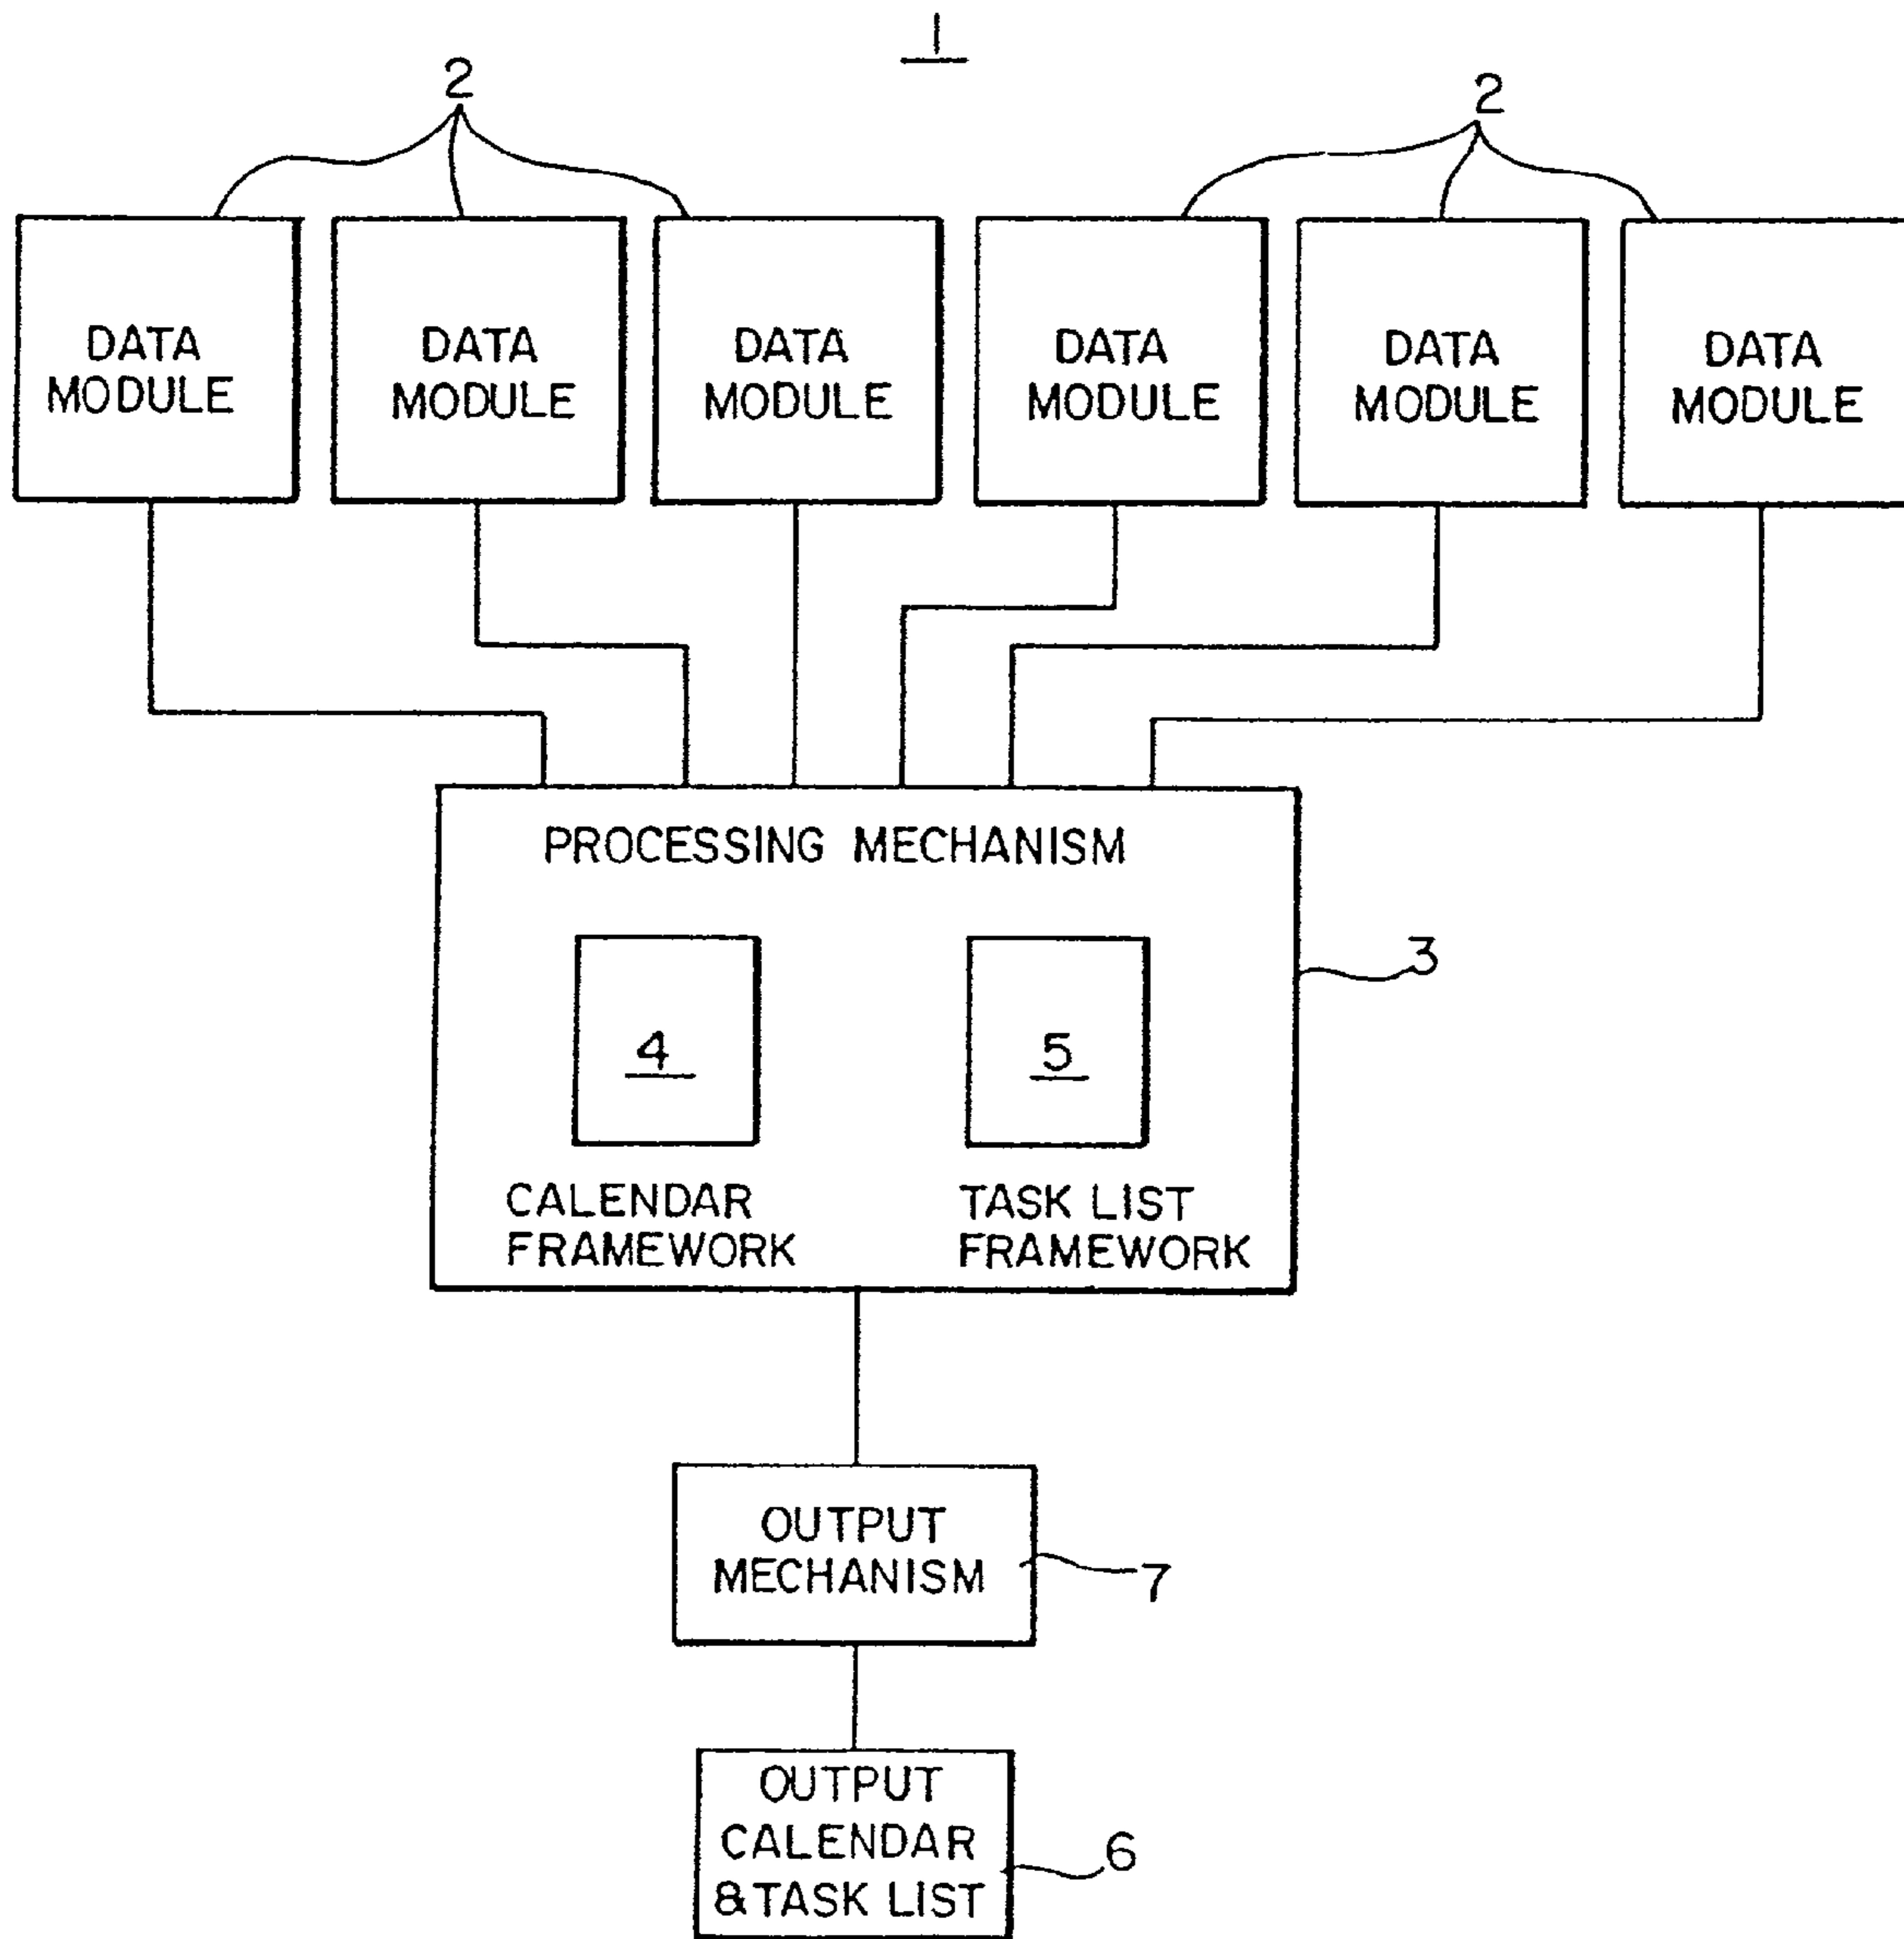 1
2
2
DATA
MODULE
DATA
MODULE
DATA
MODULE
DATA
MODULE
DATA
MODULE
DATA
MODULE
PROCESSING MECHANISM
3
4
5
CALENDAR
FRAMEWORK
TASK LIST
FRAMEWORK
OUTPUT
MECHANISM
7
OUTPUT
CALENDAR
& TASK LIST
6